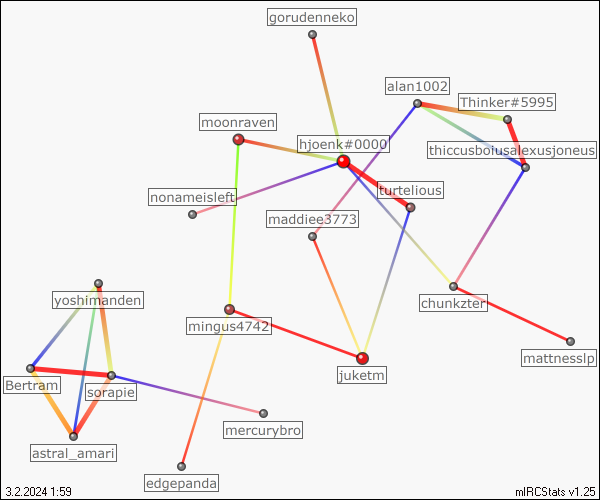 gorudenneko
alan1002
Thinker#5995
moonraven
hjoenk#0000
thiccusboiusalexusjoneus
nonameisleft
turtelious
maddiee3773
yoshimanden
chunkzter
mingus4742
mattnesslp
juketm
Bertram
sorapie
mercurybro
astral_amari
edgepanda
3.2.2024 1:59
mIRCStats v1.25